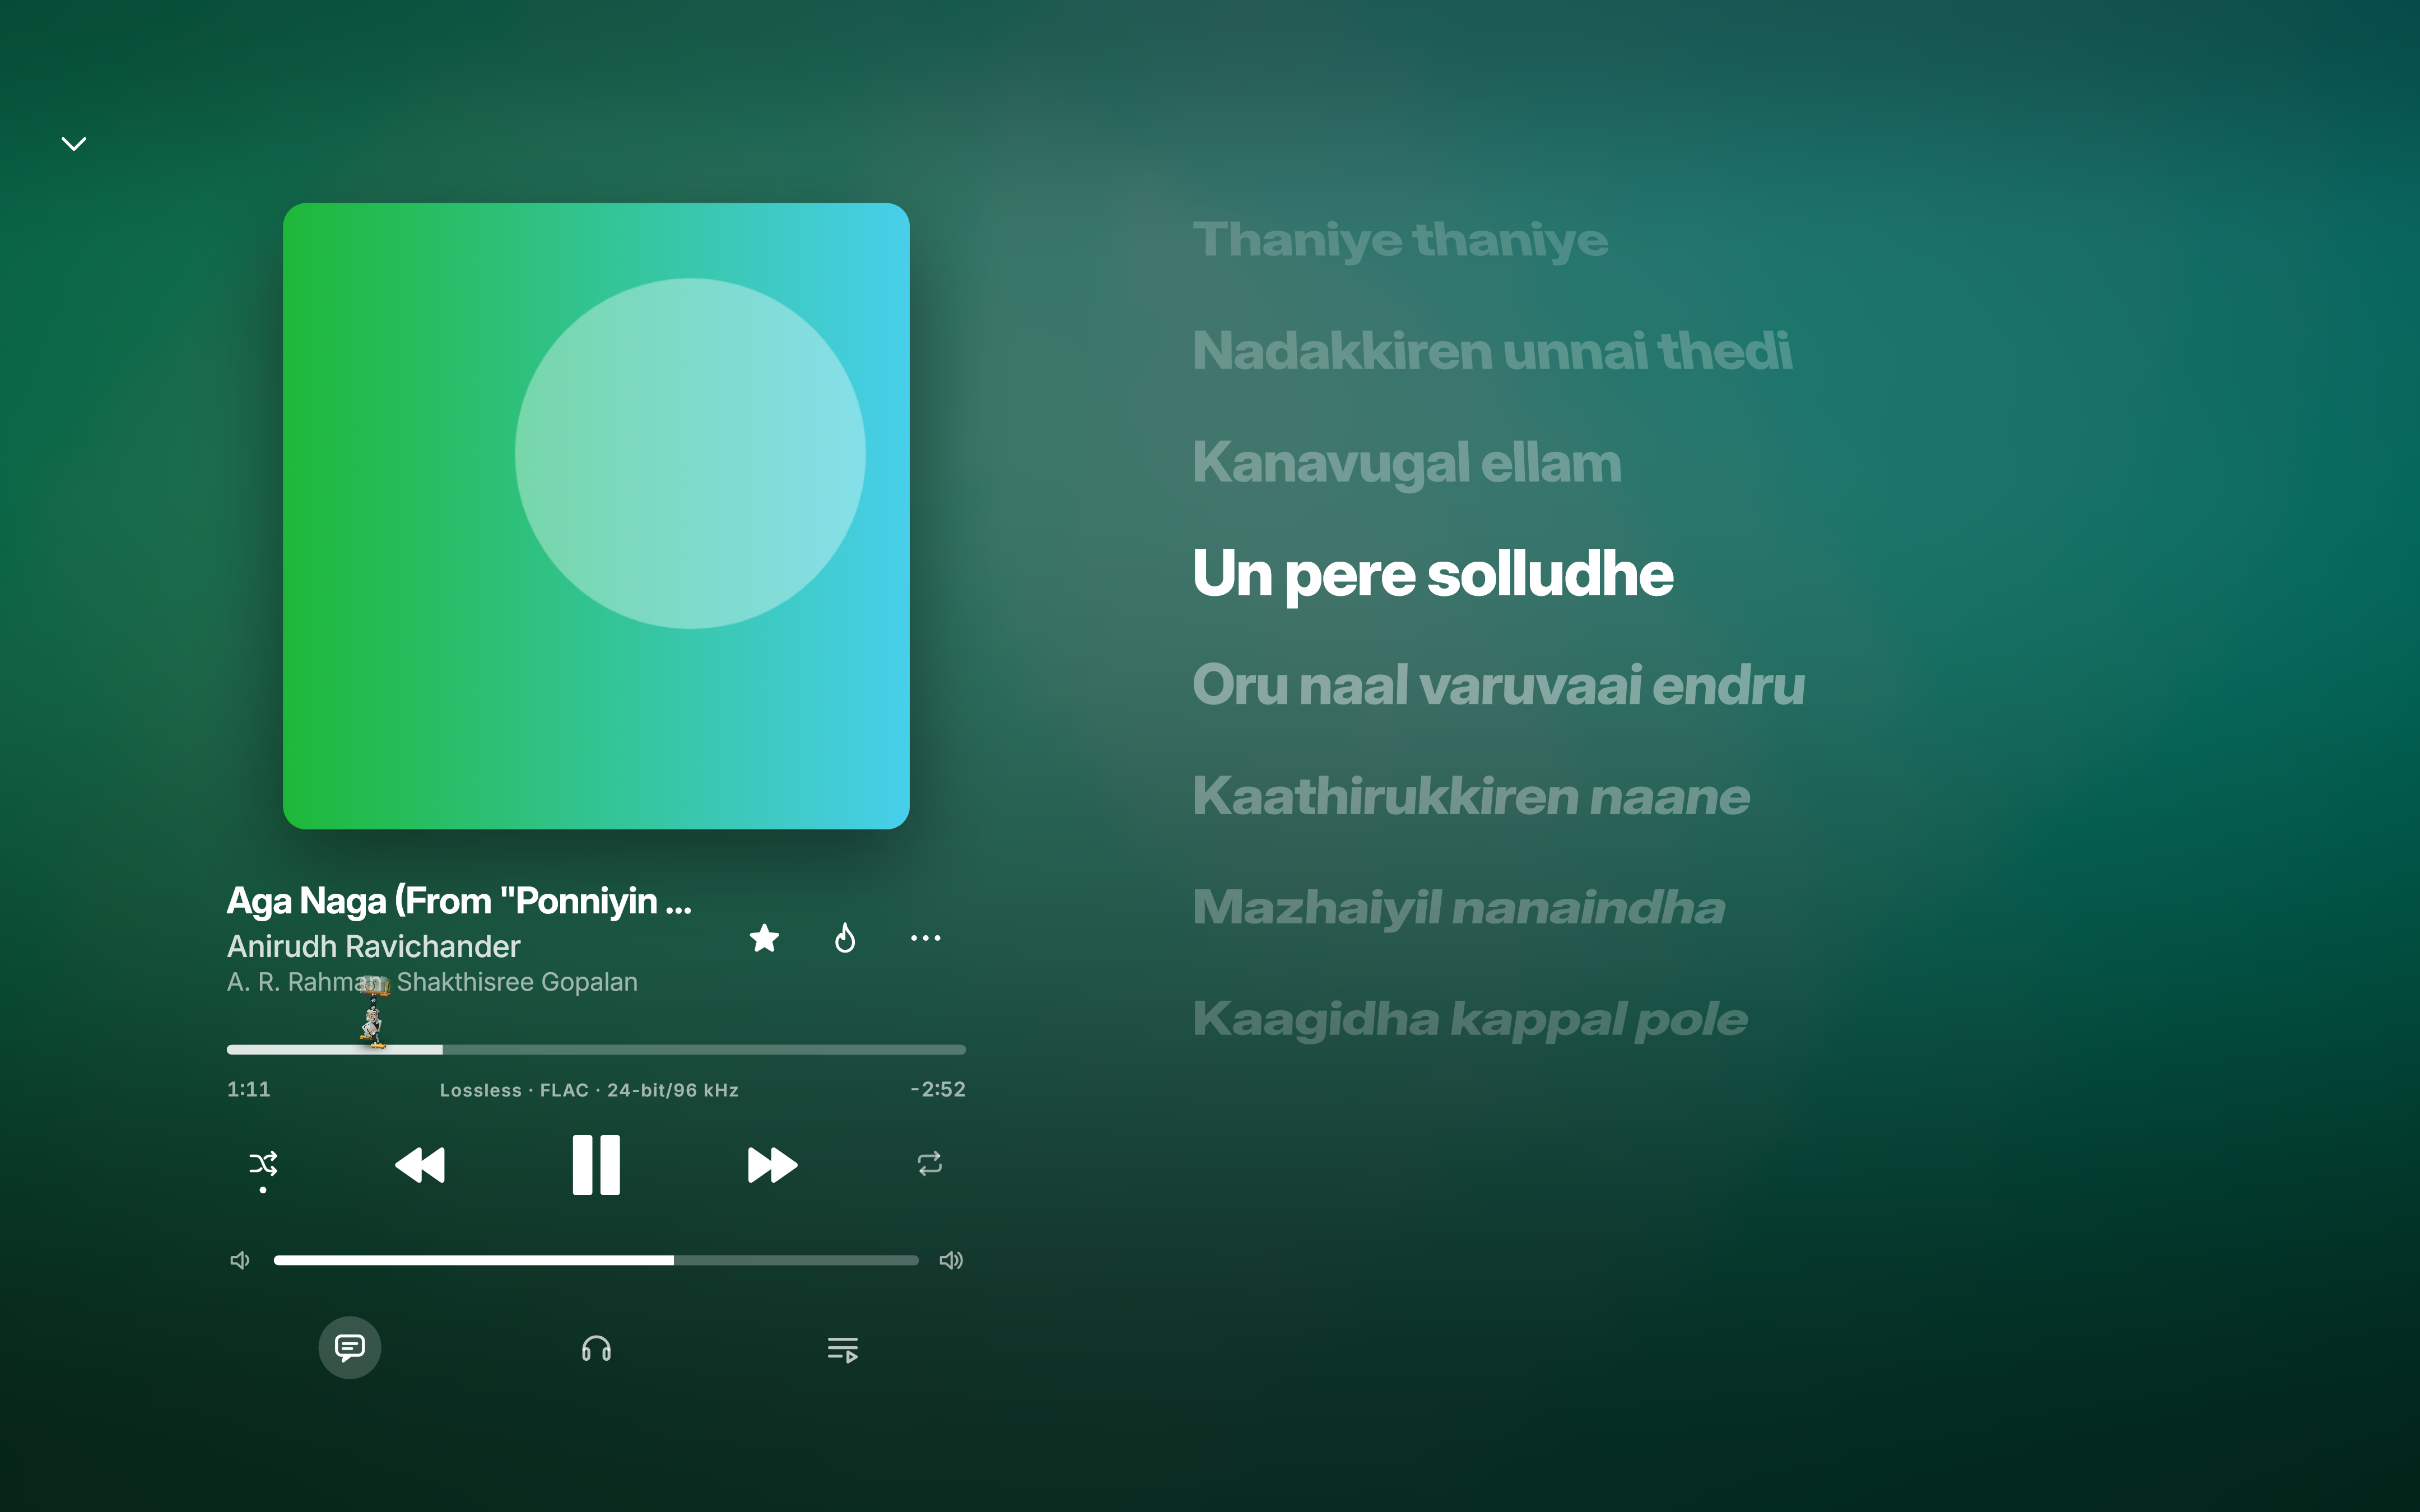 Aga Naga (From "Ponniyin ...
Anirudh Ravichander
A. R. Rahman, Shakthisree Gopalan
1:11
Lossless · FLAC · 24-bit/96 kHz
-2:52
Thaniye thaniye
Nadakkiren unnai thedi
Kanavugal ellam
Un pere solludhe
Oru naal varuvaai endru
Kaathirukkiren naane
Mazhaiyil nanaindha
Kaagidha kappal pole